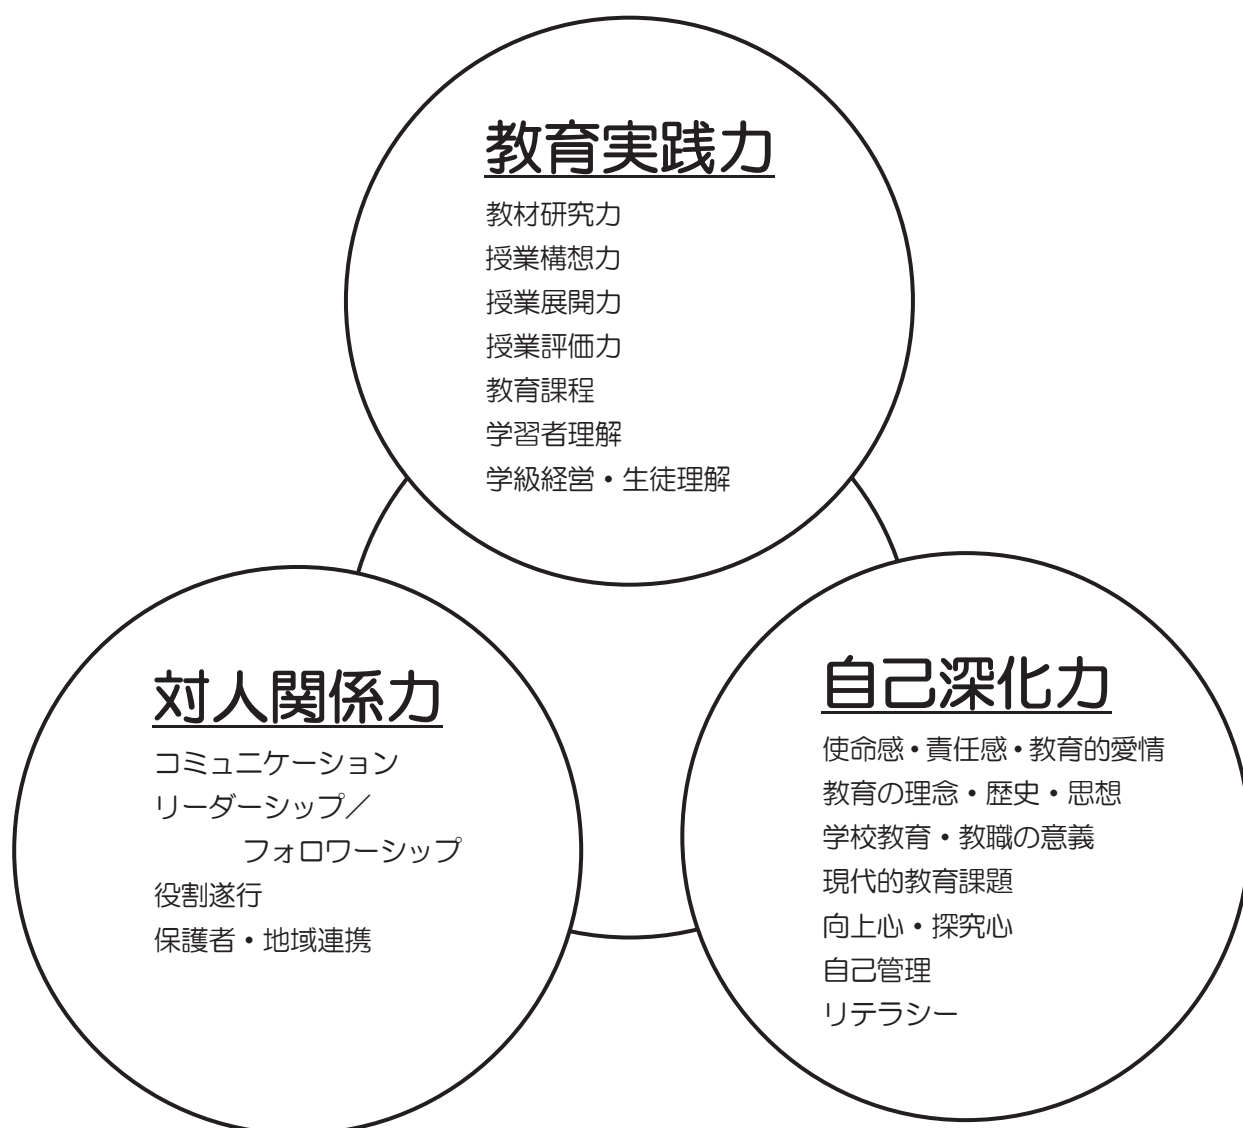 教育実践力
教材研究力
授業構想力
授業展開力
授業評価力
教育課程
学習者理解
学級経営・生徒理解
対人関係力
コミュニケーション
リーダーシップ／
フォロワーシップ
役割遂行
保護者・地域連携
自己深化力
使命感・責任感・教育的愛情
教育の理念・歴史・思想
学校教育・教職の意義
現代的教育課題
向上心・探究心
自己管理
リテラシー